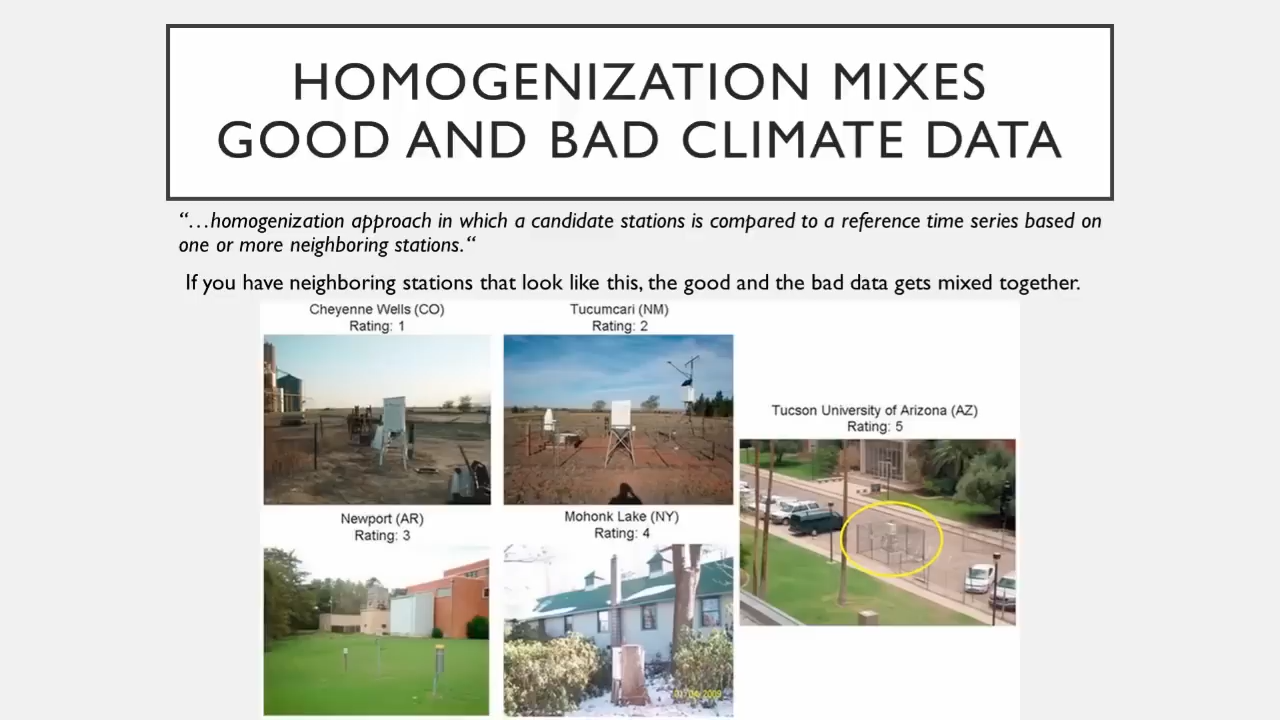 HOMOGENIZATION MIXES
GOOD AND BAD CLIMATE DATA
“…homogenization approach in which a candidate stations is compared to a reference time series based on
one or more neighboring stations.“
If you have neighboring stations that look like this, the good and the bad data gets mixed together.
Cheyenne Wells (CO)
Rating: 1
Tucumcari (NM)
Rating: 2
Tucson University of Arizona (AZ)
Rating: 5
Newport (AR)
Rating: 3
Mohonk Lake (NY)
Rating: 4